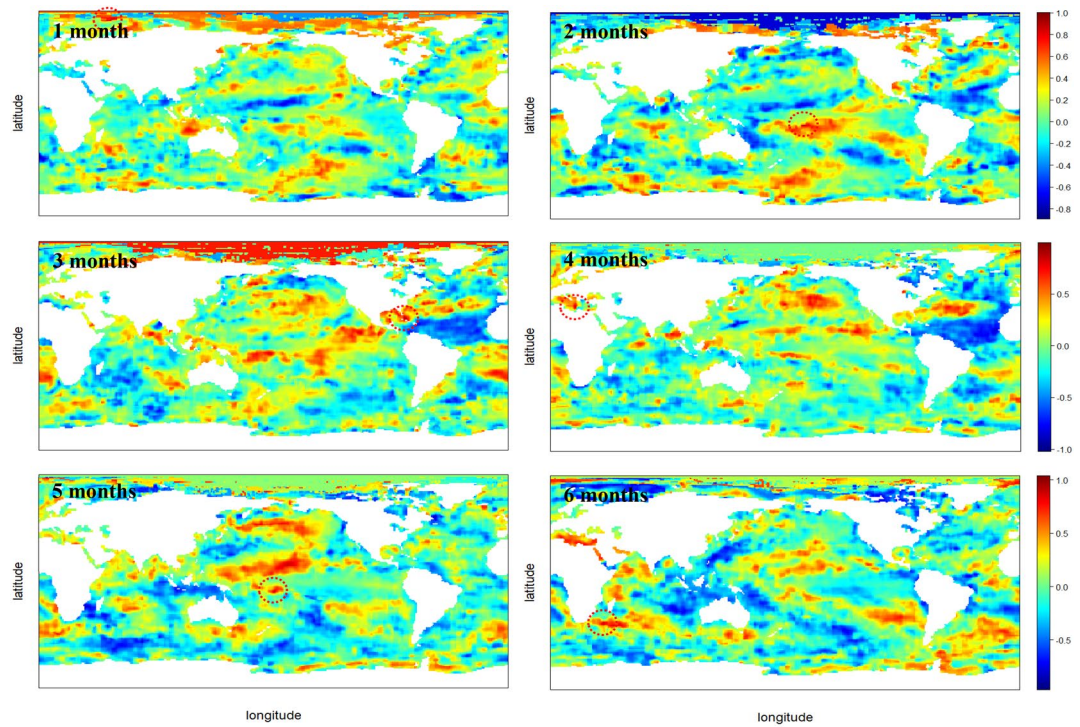 1 month
2 months
latitude
latitude
1.0
0.8
0.6
0.4
0.2
0.0
-0.2
-0.4
-0.6
-0.8
3 months
4 months
latitude
latitude
0.5
0.0
-0.5
-1.0
5 months
6 months
latitude
latitude
1.0
0.5
0.0
-0.5
longitude
longitude